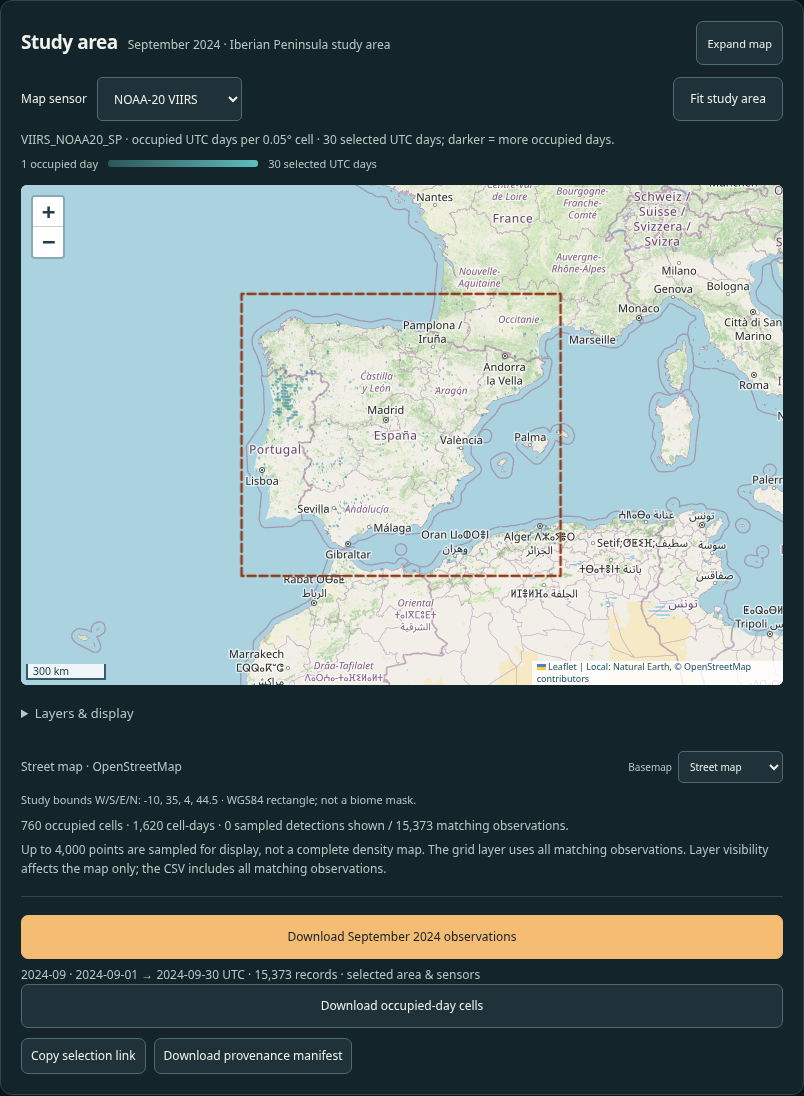 Study area September 2024 · Iberian Peninsula study area
Expand map
Map sensor NOAA-20 VIIRS
Fit study area
VIIRS_NOAA20_SP · occupied UTC days per 0.05° cell · 30 selected UTC days; darker = more occupied days.
1 occupied day 30 selected UTC days
+
−
Nantes
Centre-Val
de Loire
Bourgogne-
Franche-
Comté
Schweiz /
Suisse /
Svizzera /
Svizra
France
Auvergne-
Rhône-Alpes
Nouvelle-
Aquitaine
Milano
Genova
Bologna
Monaco
Città di San
Marino
Occitanie
Marseille
Pamplona /
Iruña
Andorra
la Vella
Roma
Castilla
y León
Aragón
Madrid
España
València
Palma
Portugal
Lisboa
Sevilla
Andalucía
Málaga
Gibraltar
Oran
وهران
Alger
الجزائر
عنابة
تونس
سوسة
سطيف
باتنة
صفاقس
الجلفة
تونس
Rabat
الرباط
Oriental
الشرقية
Tripoli
Marrakech
مراكش
Drâa-Tafilalet
300 km
Leaflet | Local: Natural Earth, © OpenStreetMap
contributors
▶ Layers & display
Street map · OpenStreetMap
Basemap Street map
Study bounds W/S/E/N: -10, 35, 4, 44.5 · WGS84 rectangle; not a biome mask.
760 occupied cells · 1,620 cell-days · 0 sampled detections shown / 15,373 matching observations.
Up to 4,000 points are sampled for display, not a complete density map. The grid layer uses all matching observations. Layer visibility
affects the map only; the CSV includes all matching observations.
Download September 2024 observations
2024-09 · 2024-09-01 → 2024-09-30 UTC · 15,373 records · selected area & sensors
Download occupied-day cells
Copy selection link
Download provenance manifest